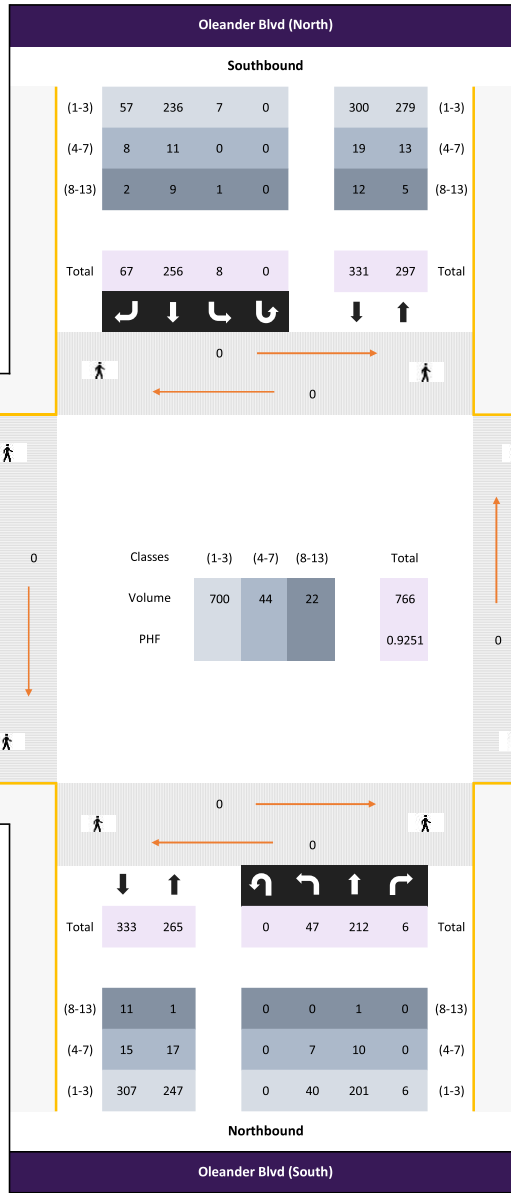 Oleander Blvd (North)
Southbound
(1-3) 57 236 7 0 300 279 (1-3)
(4-7) 8 11 0 0 19 13 (4-7)
(8-13) 2 9 1 0 12 5 (8-13)
Total 67 256 8 0 331 297 Total
0
0
0
Classes (1-3) (4-7) (8-13) Total
Volume 700 44 22 766
PHF 0.9251
0
0
0
Total 333 265 0 47 212 6 Total
(8-13) 11 1 0 0 1 0 (8-13)
(4-7) 15 17 0 7 10 0 (4-7)
(1-3) 307 247 0 40 201 6 (1-3)
Northbound
Oleander Blvd (South)